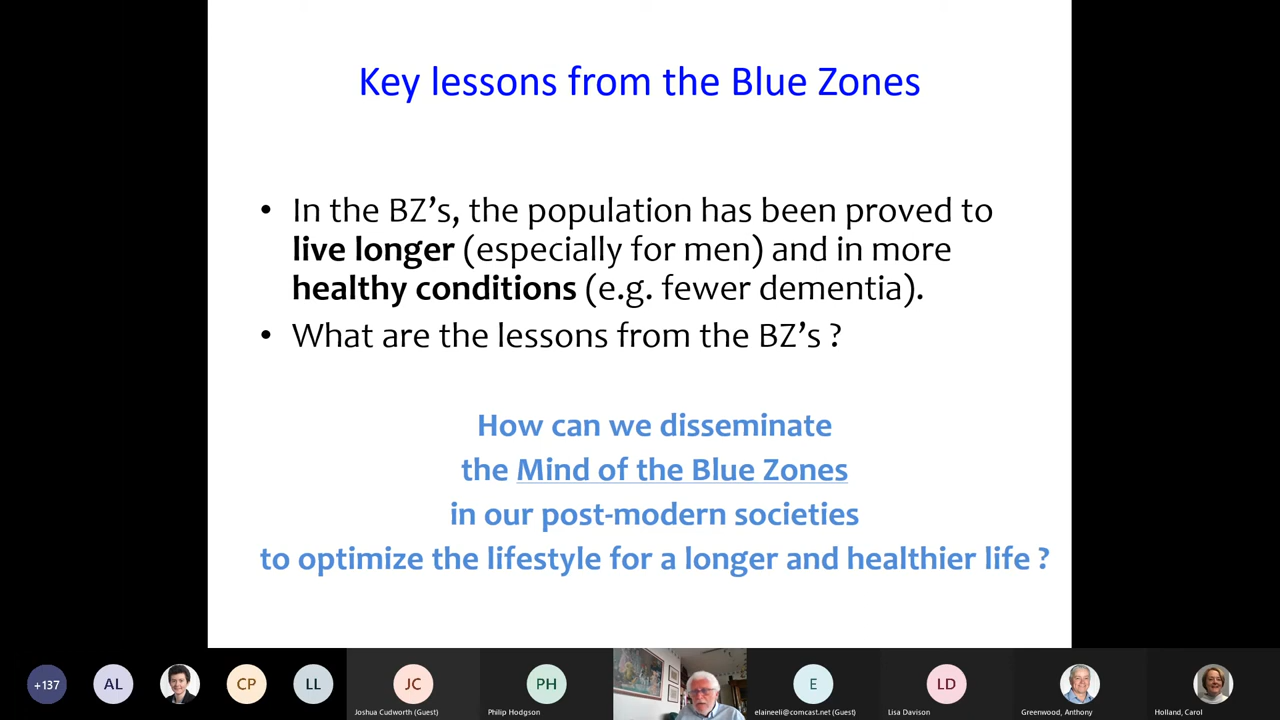 Key lessons from the Blue Zones
• In the BZ’s, the population has been proved to
live longer (especially for men) and in more
healthy conditions (e.g. fewer dementia).
• What are the lessons from the BZ’s ?
How can we disseminate
the Mind of the Blue Zones
in our post-modern societies
to optimize the lifestyle for a longer and healthier life ?
+137 AL CP LL JC PH E LD
Joshua Cudworth (Guest) Philip Hodgson elaineeli@comcast.net (Guest) Lisa Davison Greenwood, Anthony Holland, Carol